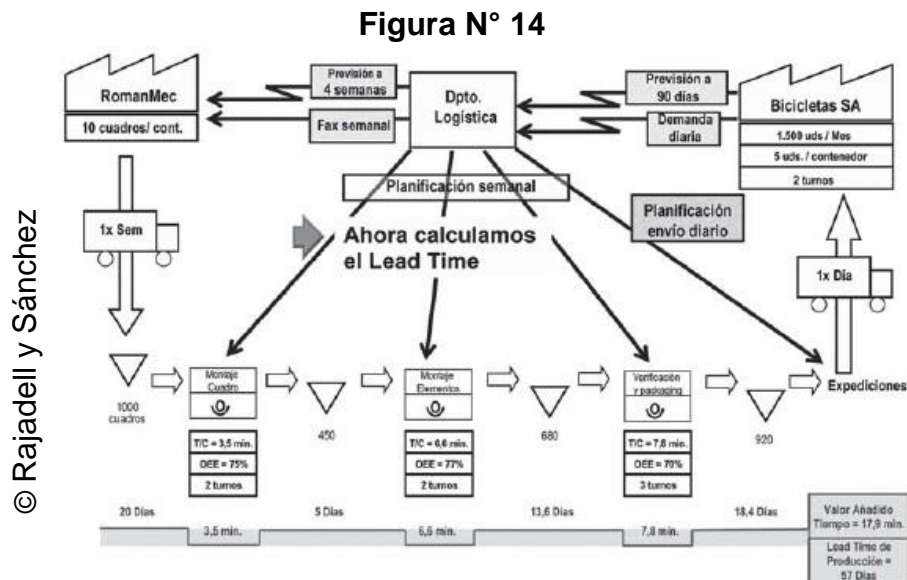 Figura N° 14
© Rajadell y Sánchez
RomanMec
10 cuadros/ cont.
Previsión a
4 semanas
Fax semanal
Dpto.
Logística
Previsión a
90 días
Demanda
diaria
Bicicletas SA
1.500 uds / Mes
5 uds. / contenedor
2 turnos
Planificación semanal
Planificación
envío diario
Ahora calculamos
el Lead Time
1x Sem
1x Dia
1000
cuadros
Montaje
Cuadro
450
Montaje
Elementos
680
Verificación
y packaging
920
Expediciones
T/C = 3,5 min.
OEE = 75%
2 turnos
T/C = 6,6 min.
OEE = 77%
2 turnos
T/C = 7,8 min.
OEE = 70%
3 turnos
20 Días
3,5 min.
5 Días
6,6 min.
13,6 Días
7,8 min.
18,4 Días
Valor Añadido
Tiempo = 17,9 min.
Lead Time de
Producción =
57 Días